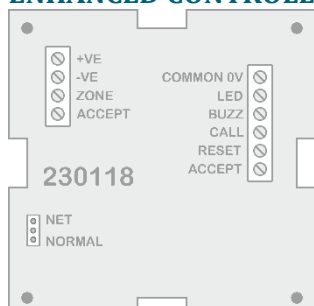 ENHANCED CONTROLL
+VE
-VE
ZONE
ACCEPT
COMMON 0V
LED
BUZZ
CALL
RESET
ACCEPT
230118
NET
NORMAL